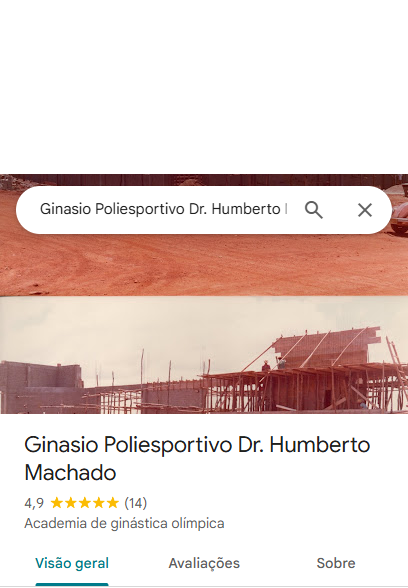 Ginasio Poliesportivo Dr. Humberto
Ginasio Poliesportivo Dr. Humberto
Machado
4,9 (14)
Academia de ginástica olímpica
Visão geral Avaliações Sobre